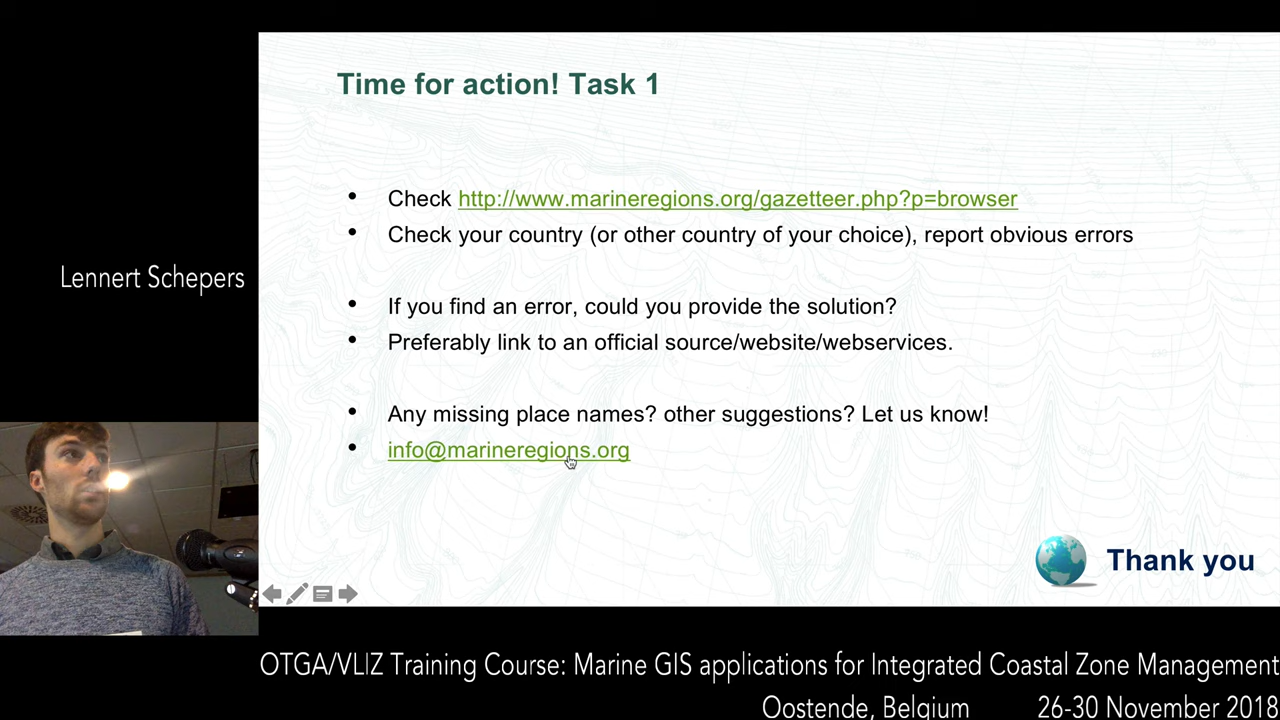 Time for action! Task 1
• Check http://www.marineregions.org/gazetteer.php?p=browser
• Check your country (or other country of your choice), report obvious errors
• If you find an error, could you provide the solution?
• Preferably link to an official source/website/webservices.
• Any missing place names? other suggestions? Let us know!
• info@marineregions.org
Lennert Schepers
Thank you
OTGA/VLIZ Training Course: Marine GIS applications for Integrated Coastal Zone Management
Oostende, Belgium 26-30 November 2018